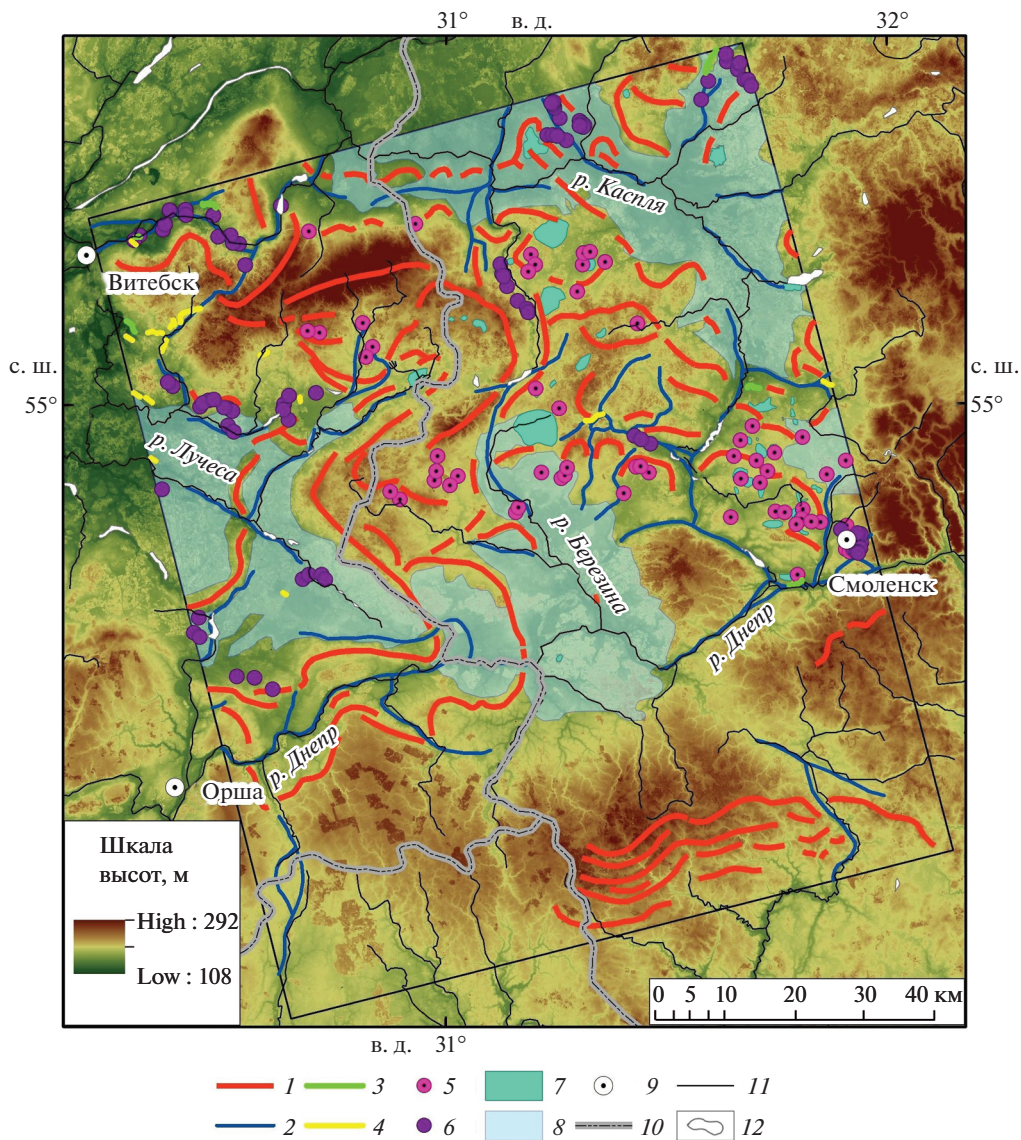 31° в. д. 32°
р. Каспля
Витебск
с. ш. с. ш.
55° 55°
р. Лучеса
р. Березина
Смоленск
р. Днепр
р. Днепр
Орша
Шкала
высот, м
High : 292
Low : 108
0 5 10 20 30 40 км
в. д. 31°
1 3 5 7 9 11
2 4 6 8 10 12